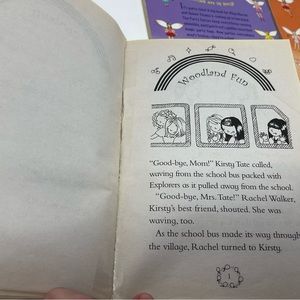 Woodland Fun
"Good-bye, Mom!" Kirsty Tate called,
waving from the school bus packed with
Explorers as it pulled away from the school.
"Good-bye, Mrs. Tate!" Rachel Walker,
Kirsty's best friend, shouted. She was
waving, too.
As the school bus made its way through
the village, Rachel turned to Kirsty.
1